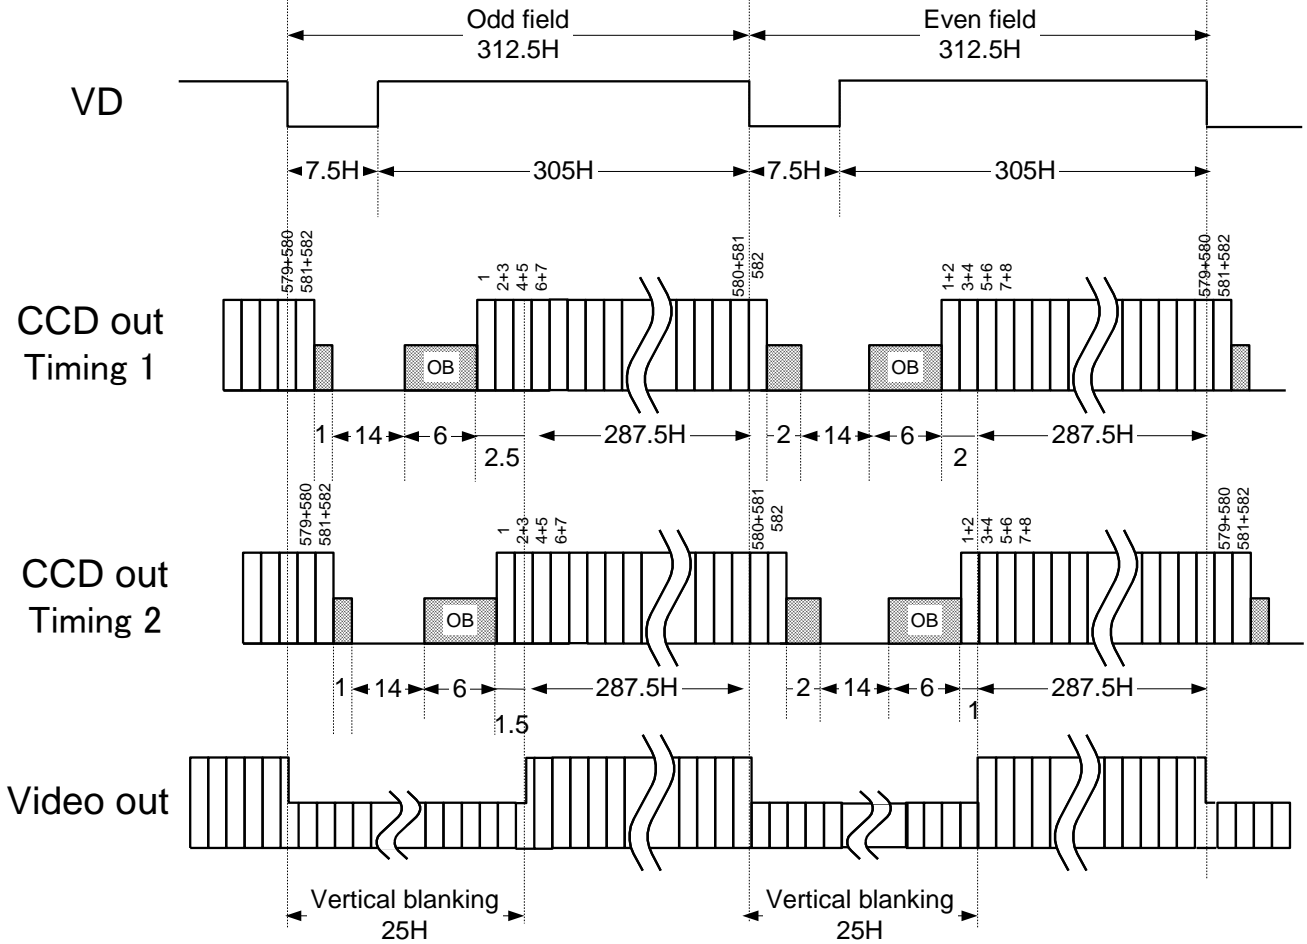 Odd field
312.5H
Even field
312.5H
VD
7.5H
305H
7.5H
305H
579+580
581+582
1
2+3
4+5
6+7
580+581
582
1+2
3+4
5+6
7+8
579+580
581+582
CCD out
Timing 1
OB
OB
1
14
6
2.5
287.5H
2
14
6
2
287.5H
579+580
581+582
1
2+3
4+5
6+7
580+581
582
1+2
3+4
5+6
7+8
579+580
581+582
CCD out
Timing 2
OB
OB
1
14
6
1.5
287.5H
2
14
6
1
287.5H
Video out
Vertical blanking
25H
Vertical blanking
25H